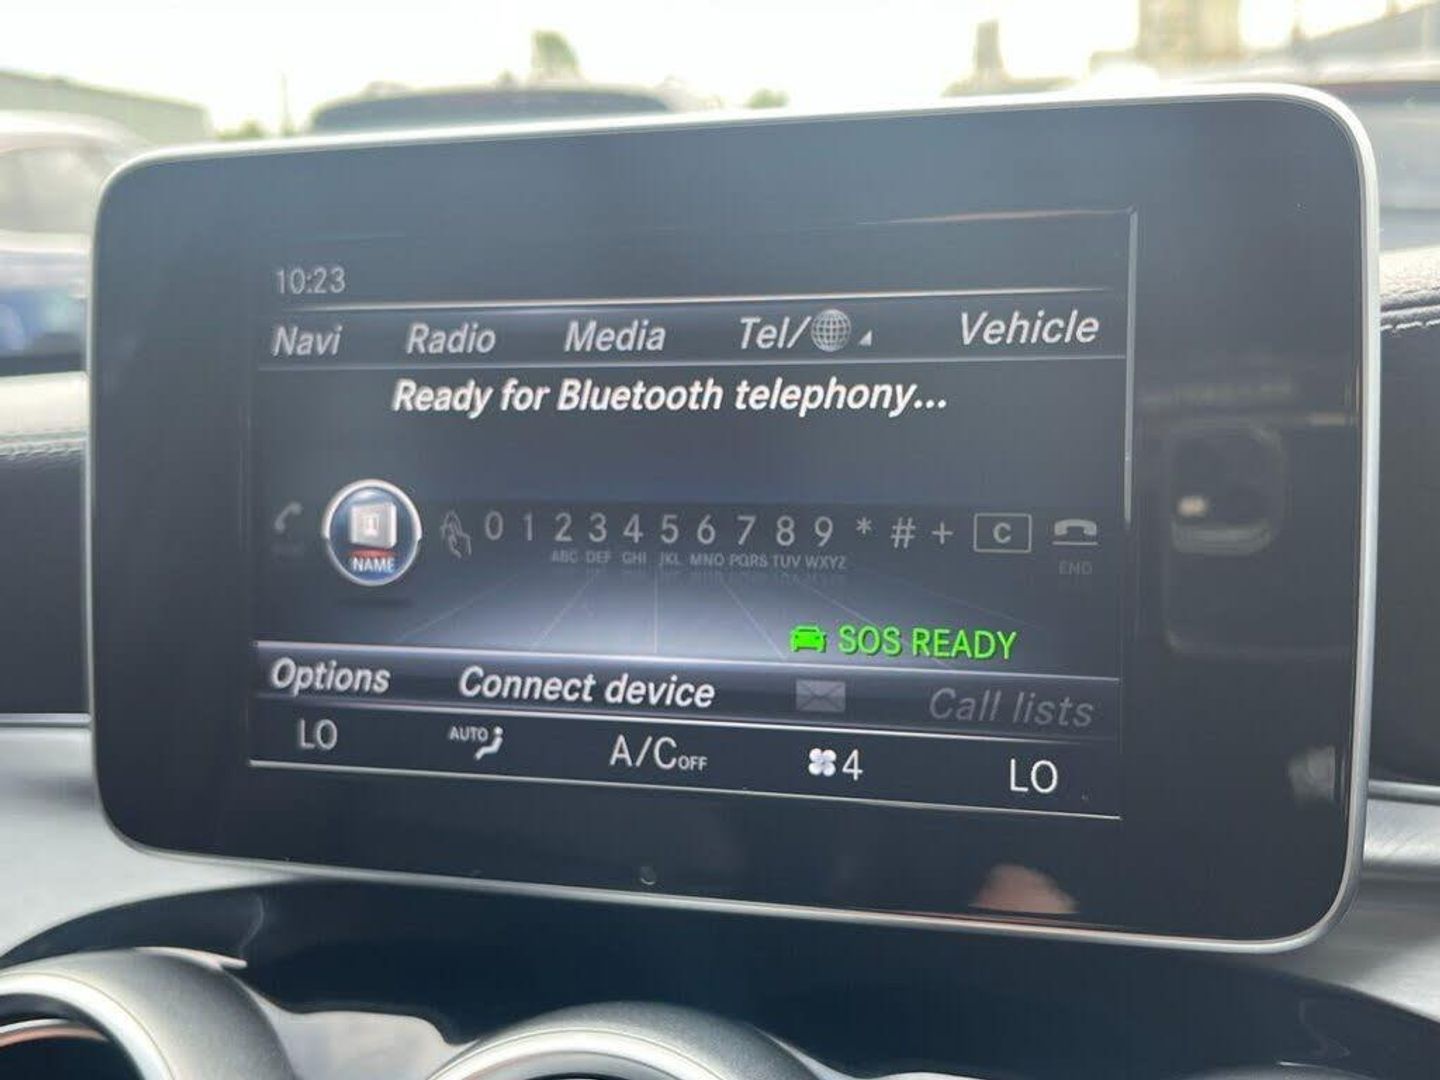 10:23
Navi Radio Media Tel/ Vehicle
Ready for Bluetooth telephony...
NAME 0 1 2 3 4 5 6 7 8 9 * # + C
ABC DEF GHI JKL MNO PQRS TUV WXYZ END
SOS READY
Options Connect device Call lists
LO AUTO A/C OFF 4 LO